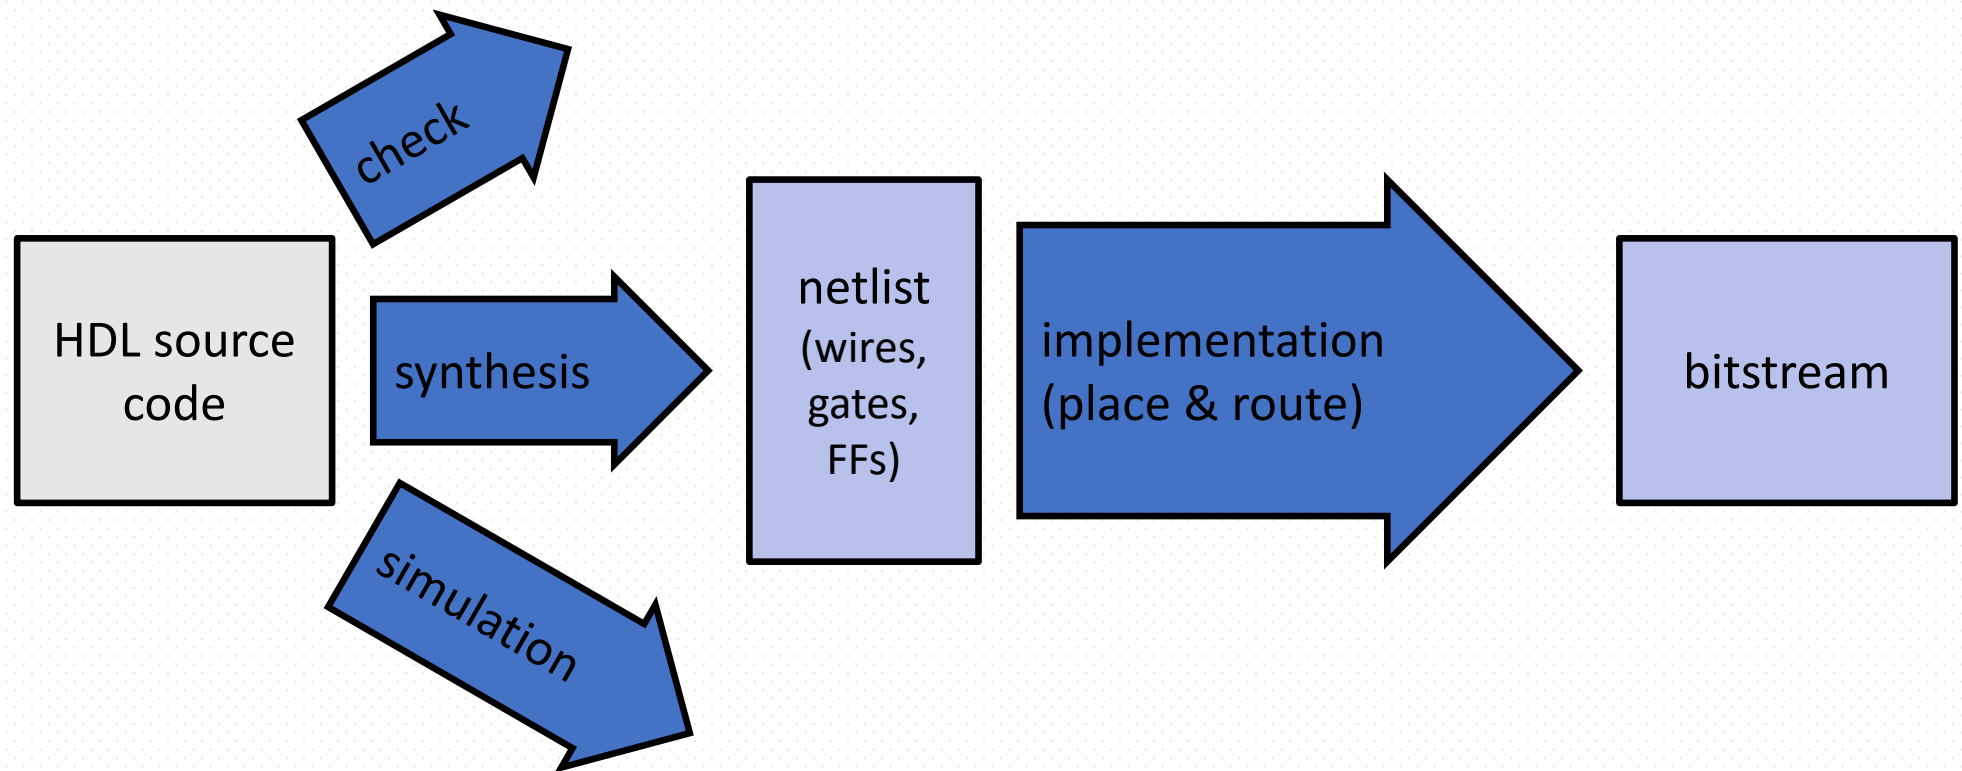 check
HDL source
code
synthesis
simulation
netlist
(wires,
gates,
FFs)
implementation
(place & route)
bitstream